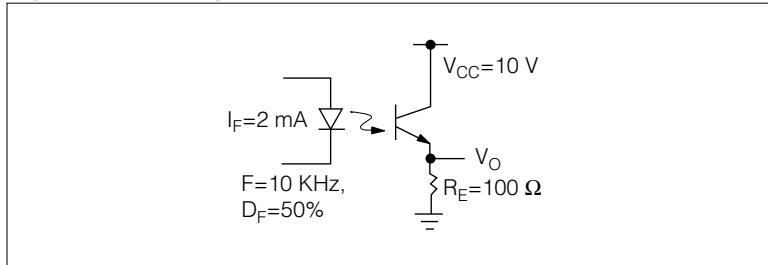 V_CC=10 V
I_F=2 mA
V_O
F=10 KHz,
D_F=50%
R_E=100 Ω